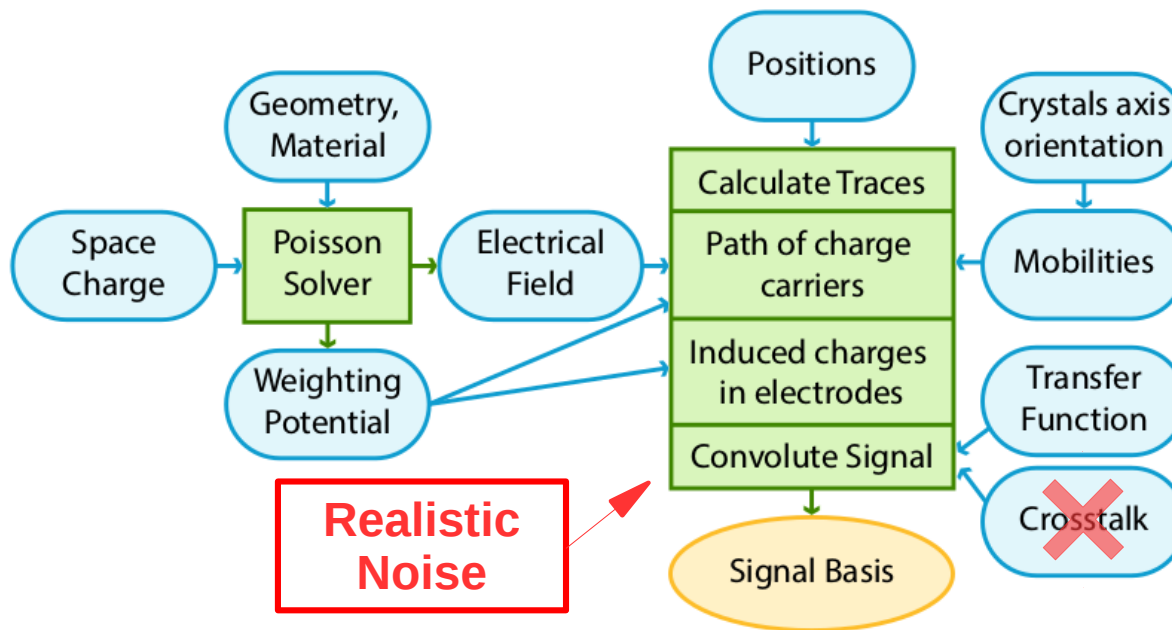 Positions
Geometry,
Material
Crystals axis
orientation
Calculate Traces
Space
Charge
Poisson
Solver
Electrical
Field
Path of charge
carriers
Mobilities
Weighting
Potential
Induced charges
in electrodes
Transfer
Function
Convolute Signal
Realistic
Noise
Crosstalk
Signal Basis